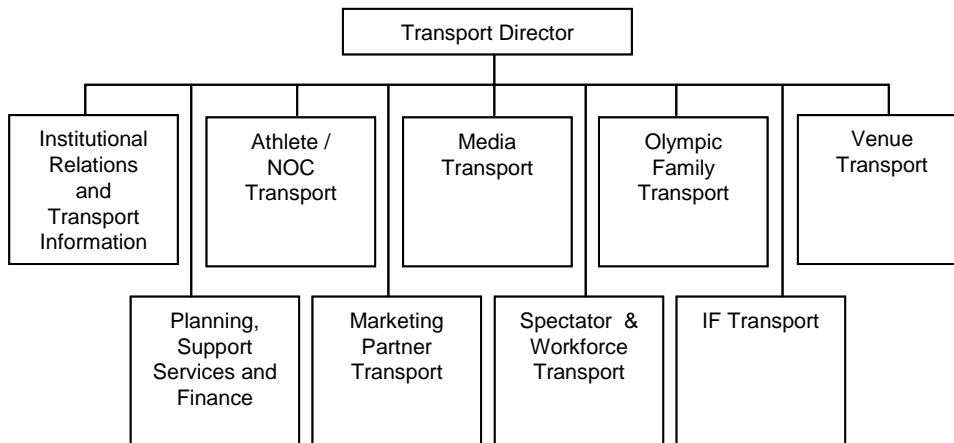 Transport Director
Institutional
Relations
and
Transport
Information
Athlete /
NOC
Transport
Media
Transport
Olympic
Family
Transport
Venue
Transport
Planning,
Support
Services and
Finance
Marketing
Partner
Transport
Spectator & 
Workforce
Transport
IF Transport